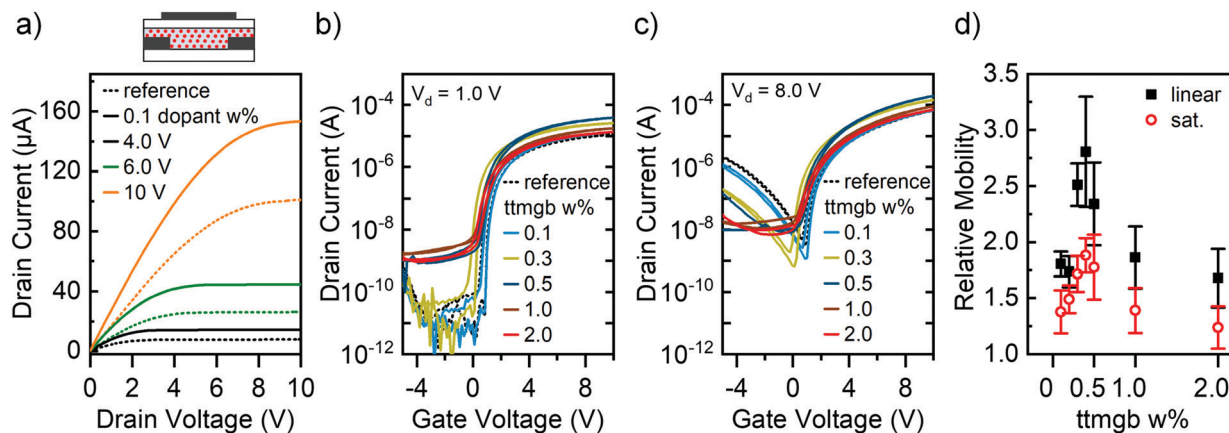 a)
Drain Current (µA)
160
120
80
40
0
reference
0.1 dopant w%
4.0 V
6.0 V
10 V
0 2 4 6 8 10
Drain Voltage (V)
b)
Drain Current (A)
10⁻⁴
10⁻⁶
10⁻⁸
10⁻¹⁰
10⁻¹²
V_d = 1.0 V
reference
ttmgb w%
0.1
0.3
0.5
1.0
2.0
-4 0 4 8
Gate Voltage (V)
c)
Drain Current (A)
10⁻⁴
10⁻⁶
10⁻⁸
10⁻¹⁰
10⁻¹²
V_d = 8.0 V
reference
ttmgb w%
0.1
0.3
0.5
1.0
2.0
-4 0 4 8
Gate Voltage (V)
d)
Relative Mobility
3.5
3.0
2.5
2.0
1.5
1.0
linear
sat.
0 0.5 1.0 2.0
ttmgb w%